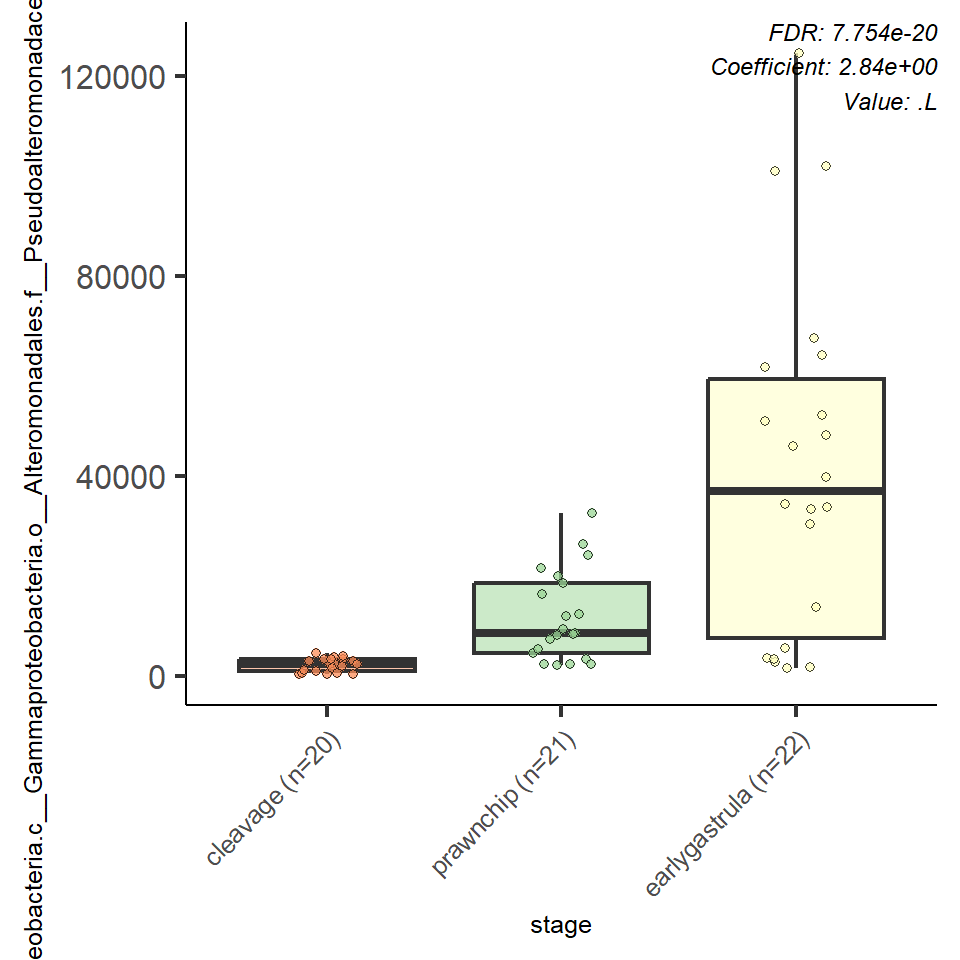 FDR: 7.754e-20
Coefficient: 2.84e+00
Value: .L
eobacteria.c__Gammaproteobacteria.o__Alteromonadales.f__Pseudoalteromonadace
120000
80000
40000
0
cleavage (n=20)
prawnchip (n=21)
earlygastrula (n=22)
stage